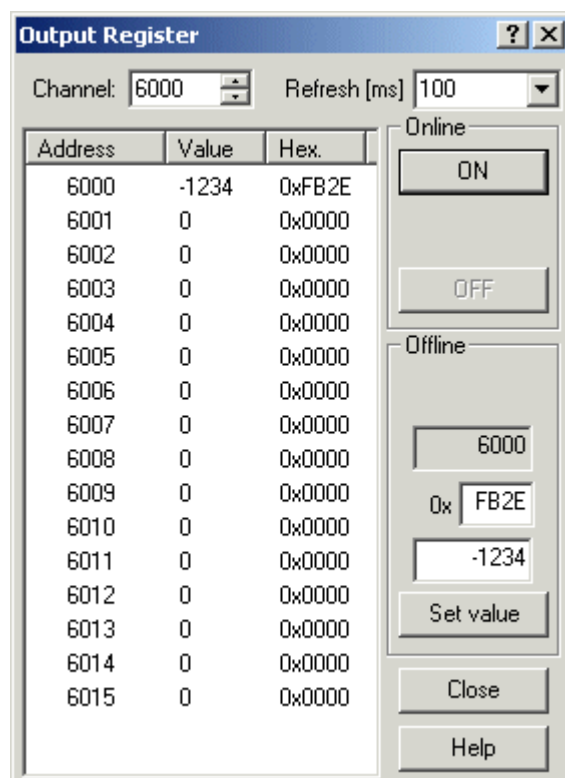 Output Register
Channel: 6000 Refresh [ms] 100
Address Value Hex.
6000 -1234 0xFB2E
6001 0 0x0000
6002 0 0x0000
6003 0 0x0000
6004 0 0x0000
6005 0 0x0000
6006 0 0x0000
6007 0 0x0000
6008 0 0x0000
6009 0 0x0000
6010 0 0x0000
6011 0 0x0000
6012 0 0x0000
6013 0 0x0000
6014 0 0x0000
6015 0 0x0000
Online
ON
OFF
Offline
6000
0x FB2E
-1234
Set value
Close
Help